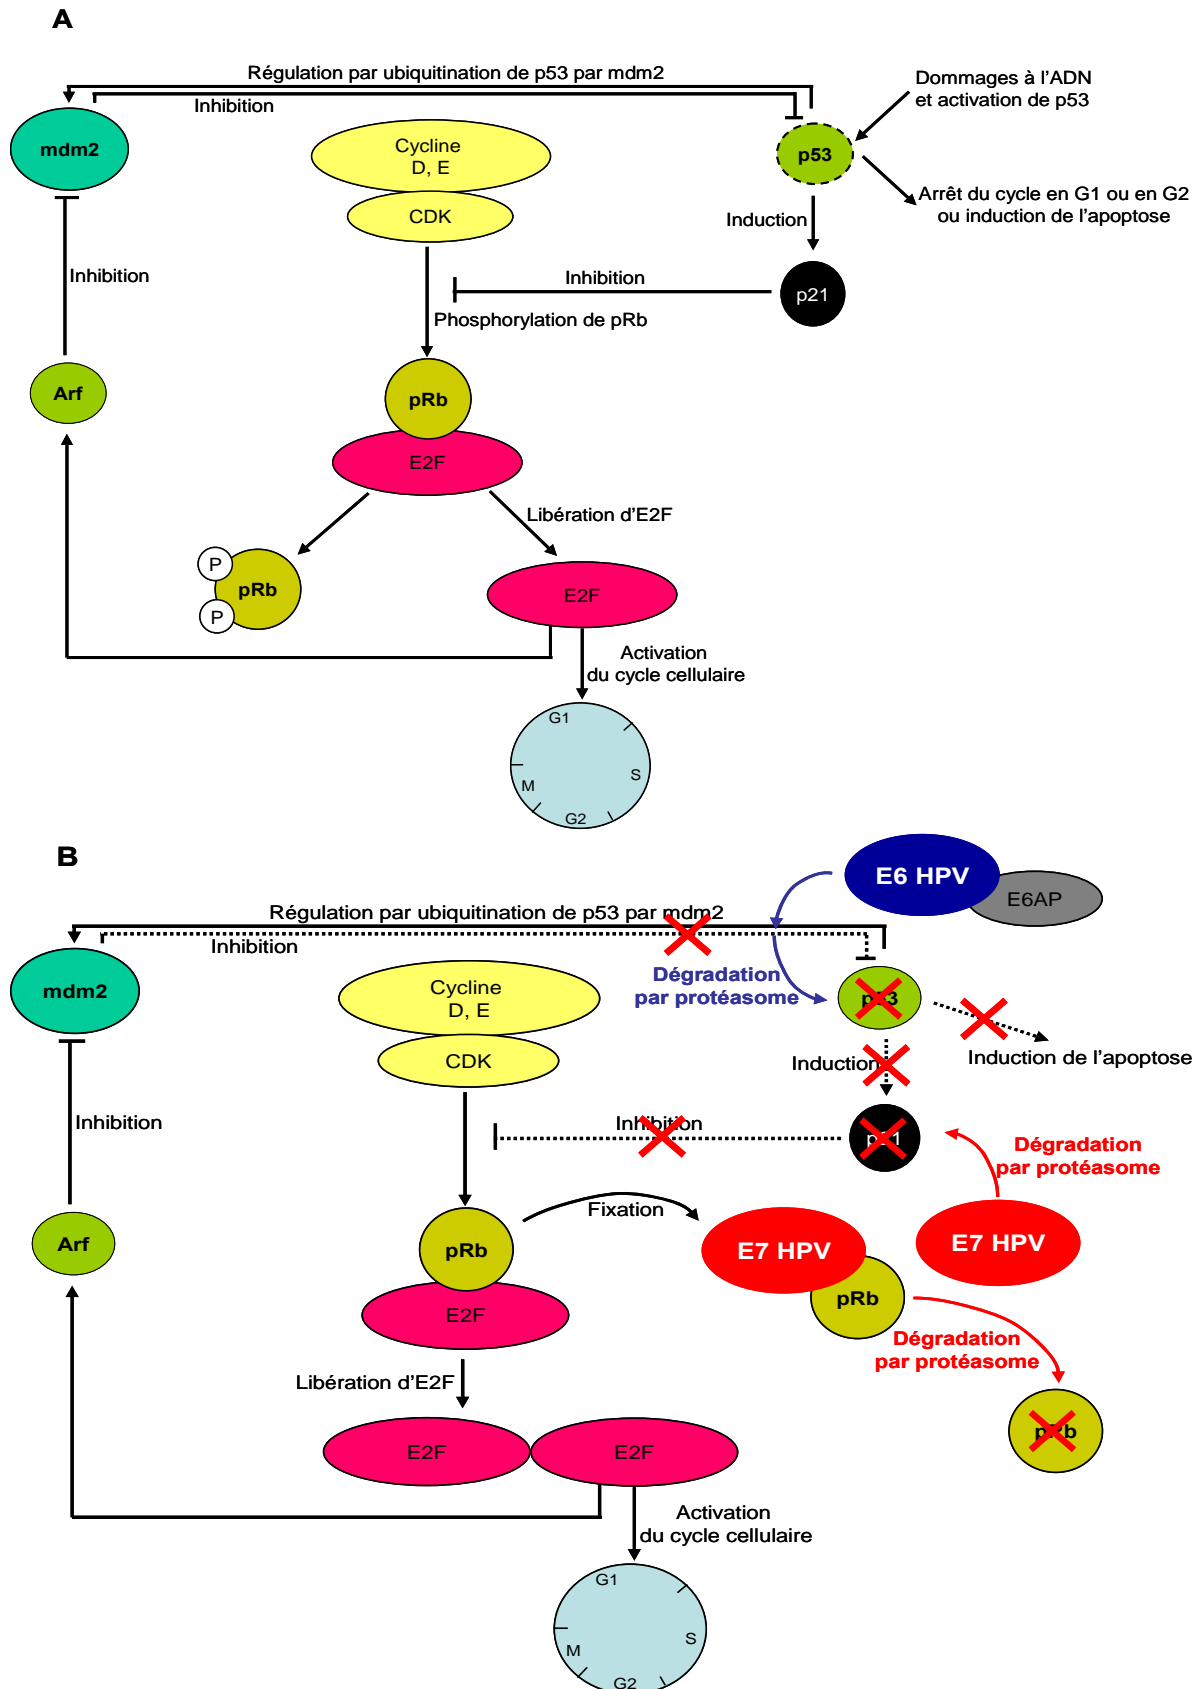 A
Régulation par ubiquitination de p53 par mdm2
Inhibition
Dommages à l'ADN
et activation de p53
mdm2
Cycline
D, E
p53
CDK
Arrêt du cycle en G1 ou en G2
ou induction de l'apoptose
Induction
Inhibition
Inhibition
p21
Phosphorylation de pRb
Arf
pRb
E2F
Libération d'E2F
P
pRb
P
E2F
Activation
du cycle cellulaire
G1
S
M
G2
B
E6 HPV
E6AP
Régulation par ubiquitination de p53 par mdm2
Inhibition
Dégradation
par protéasome
mdm2
Cycline
D, E
p53
CDK
Induction
Induction de l'apoptose
Inhibition
Inhibition
p21
Dégradation
par protéasome
Fixation
Arf
pRb
E7 HPV
E7 HPV
pRb
E2F
Dégradation
par protéasome
Libération d'E2F
pRb
E2F
E2F
Activation
du cycle cellulaire
G1
S
M
G2